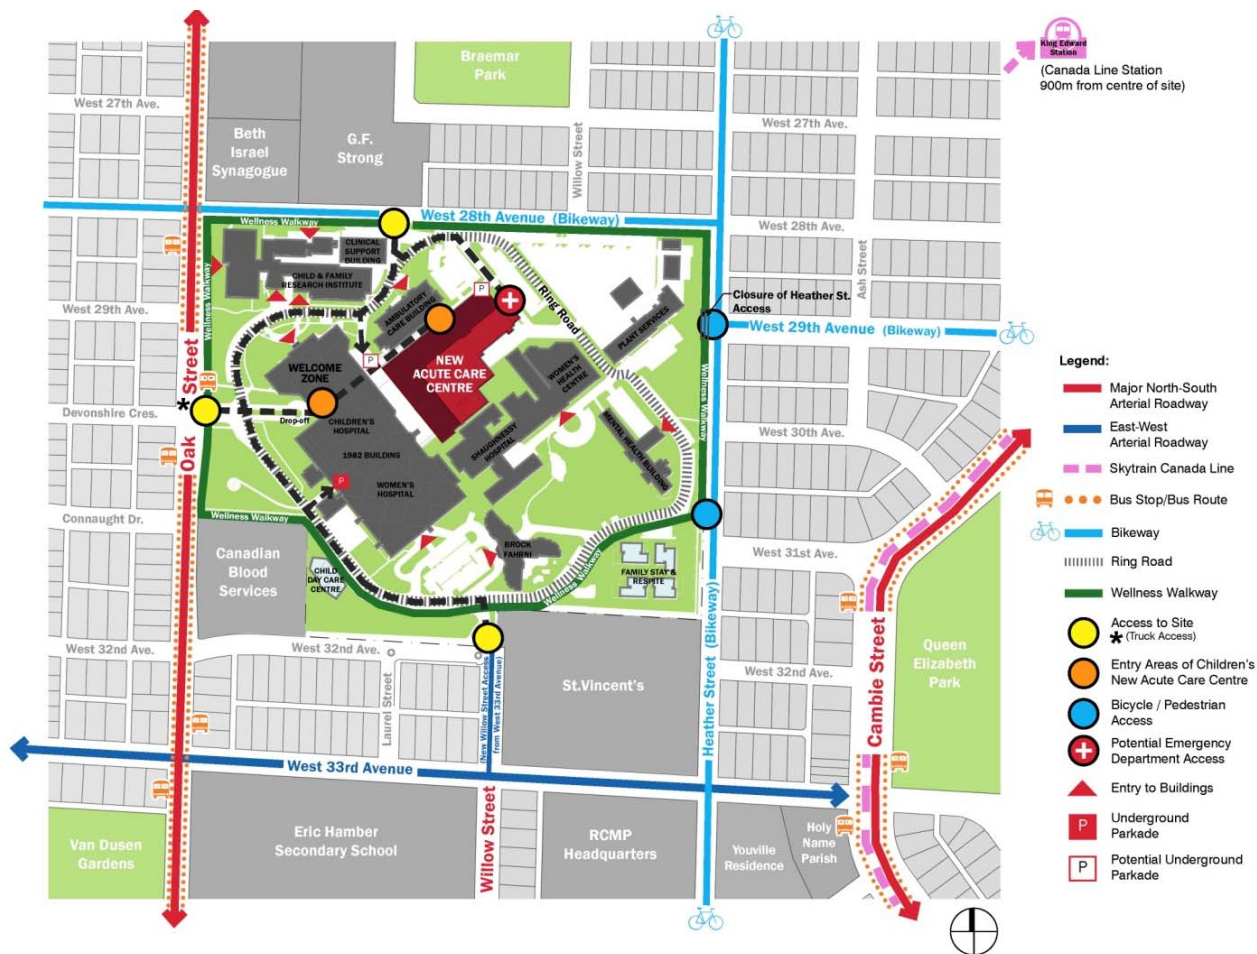 Braemar
Park
King Edward
Station
(Canada Line Station
900m from centre of site)
West 27th Ave.
West 27th Ave.
Beth
Israel
Synagogue
G.F.
Strong
Willow Street
Wellness Walkway
West 28th Avenue (Bikeway)
West 28th Ave.
CLINICAL
SUPPORT
BUILDING
CHILD & FAMILY
RESEARCH INSTITUTE
Wellness Walkway
Ash Street
P
Ring Road
Closure of Heather St.
Access
West 29th Ave.
AMBULATORY
CARE BUILDING
PLANT SERVICES
West 29th Avenue (Bikeway)
P
NEW
ACUTE CARE
CENTRE
WOMEN'S
HEALTH
CENTRE
WELCOME
ZONE
Oak Street
Devonshire Cres.
*
Drop-off
CHILDREN'S
HOSPITAL
1982 BUILDING
WOMEN'S
HOSPITAL
P
SHAUGHNESSY
HOSPITAL
MENTAL HEALTH BUILDING
Wellness Walkway
West 30th Ave.
Connaught Dr.
Wellness Walkway
Canadian
Blood
Services
CHILD
DAY CARE
CENTRE
BROCK
FAHRNI
Wellness Walkway
FAMILY STAY &
RESPITE
West 31st Ave.
West 32nd Ave.
West 32nd Ave.
Laurel Street
(New Willow Street Access
from West 33rd Avenue)
St.Vincent's
Heather Street (Bikeway)
West 32nd Ave.
Cambie Street
Queen
Elizabeth
Park
West 33rd Avenue
Van Dusen
Gardens
Eric Hamber
Secondary School
Willow Street
RCMP
Headquarters
Youville
Residence
Holy
Name
Parish
Legend:
Major North-South
Arterial Roadway
East-West
Arterial Roadway
Skytrain Canada Line
Bus Stop/Bus Route
Bikeway
Ring Road
Wellness Walkway
Access to Site
* (Truck Access)
Entry Areas of Children's
New Acute Care Centre
Bicycle / Pedestrian
Access
Potential Emergency
Department Access
Entry to Buildings
P
Underground
Parkade
P
Potential Underground
Parkade